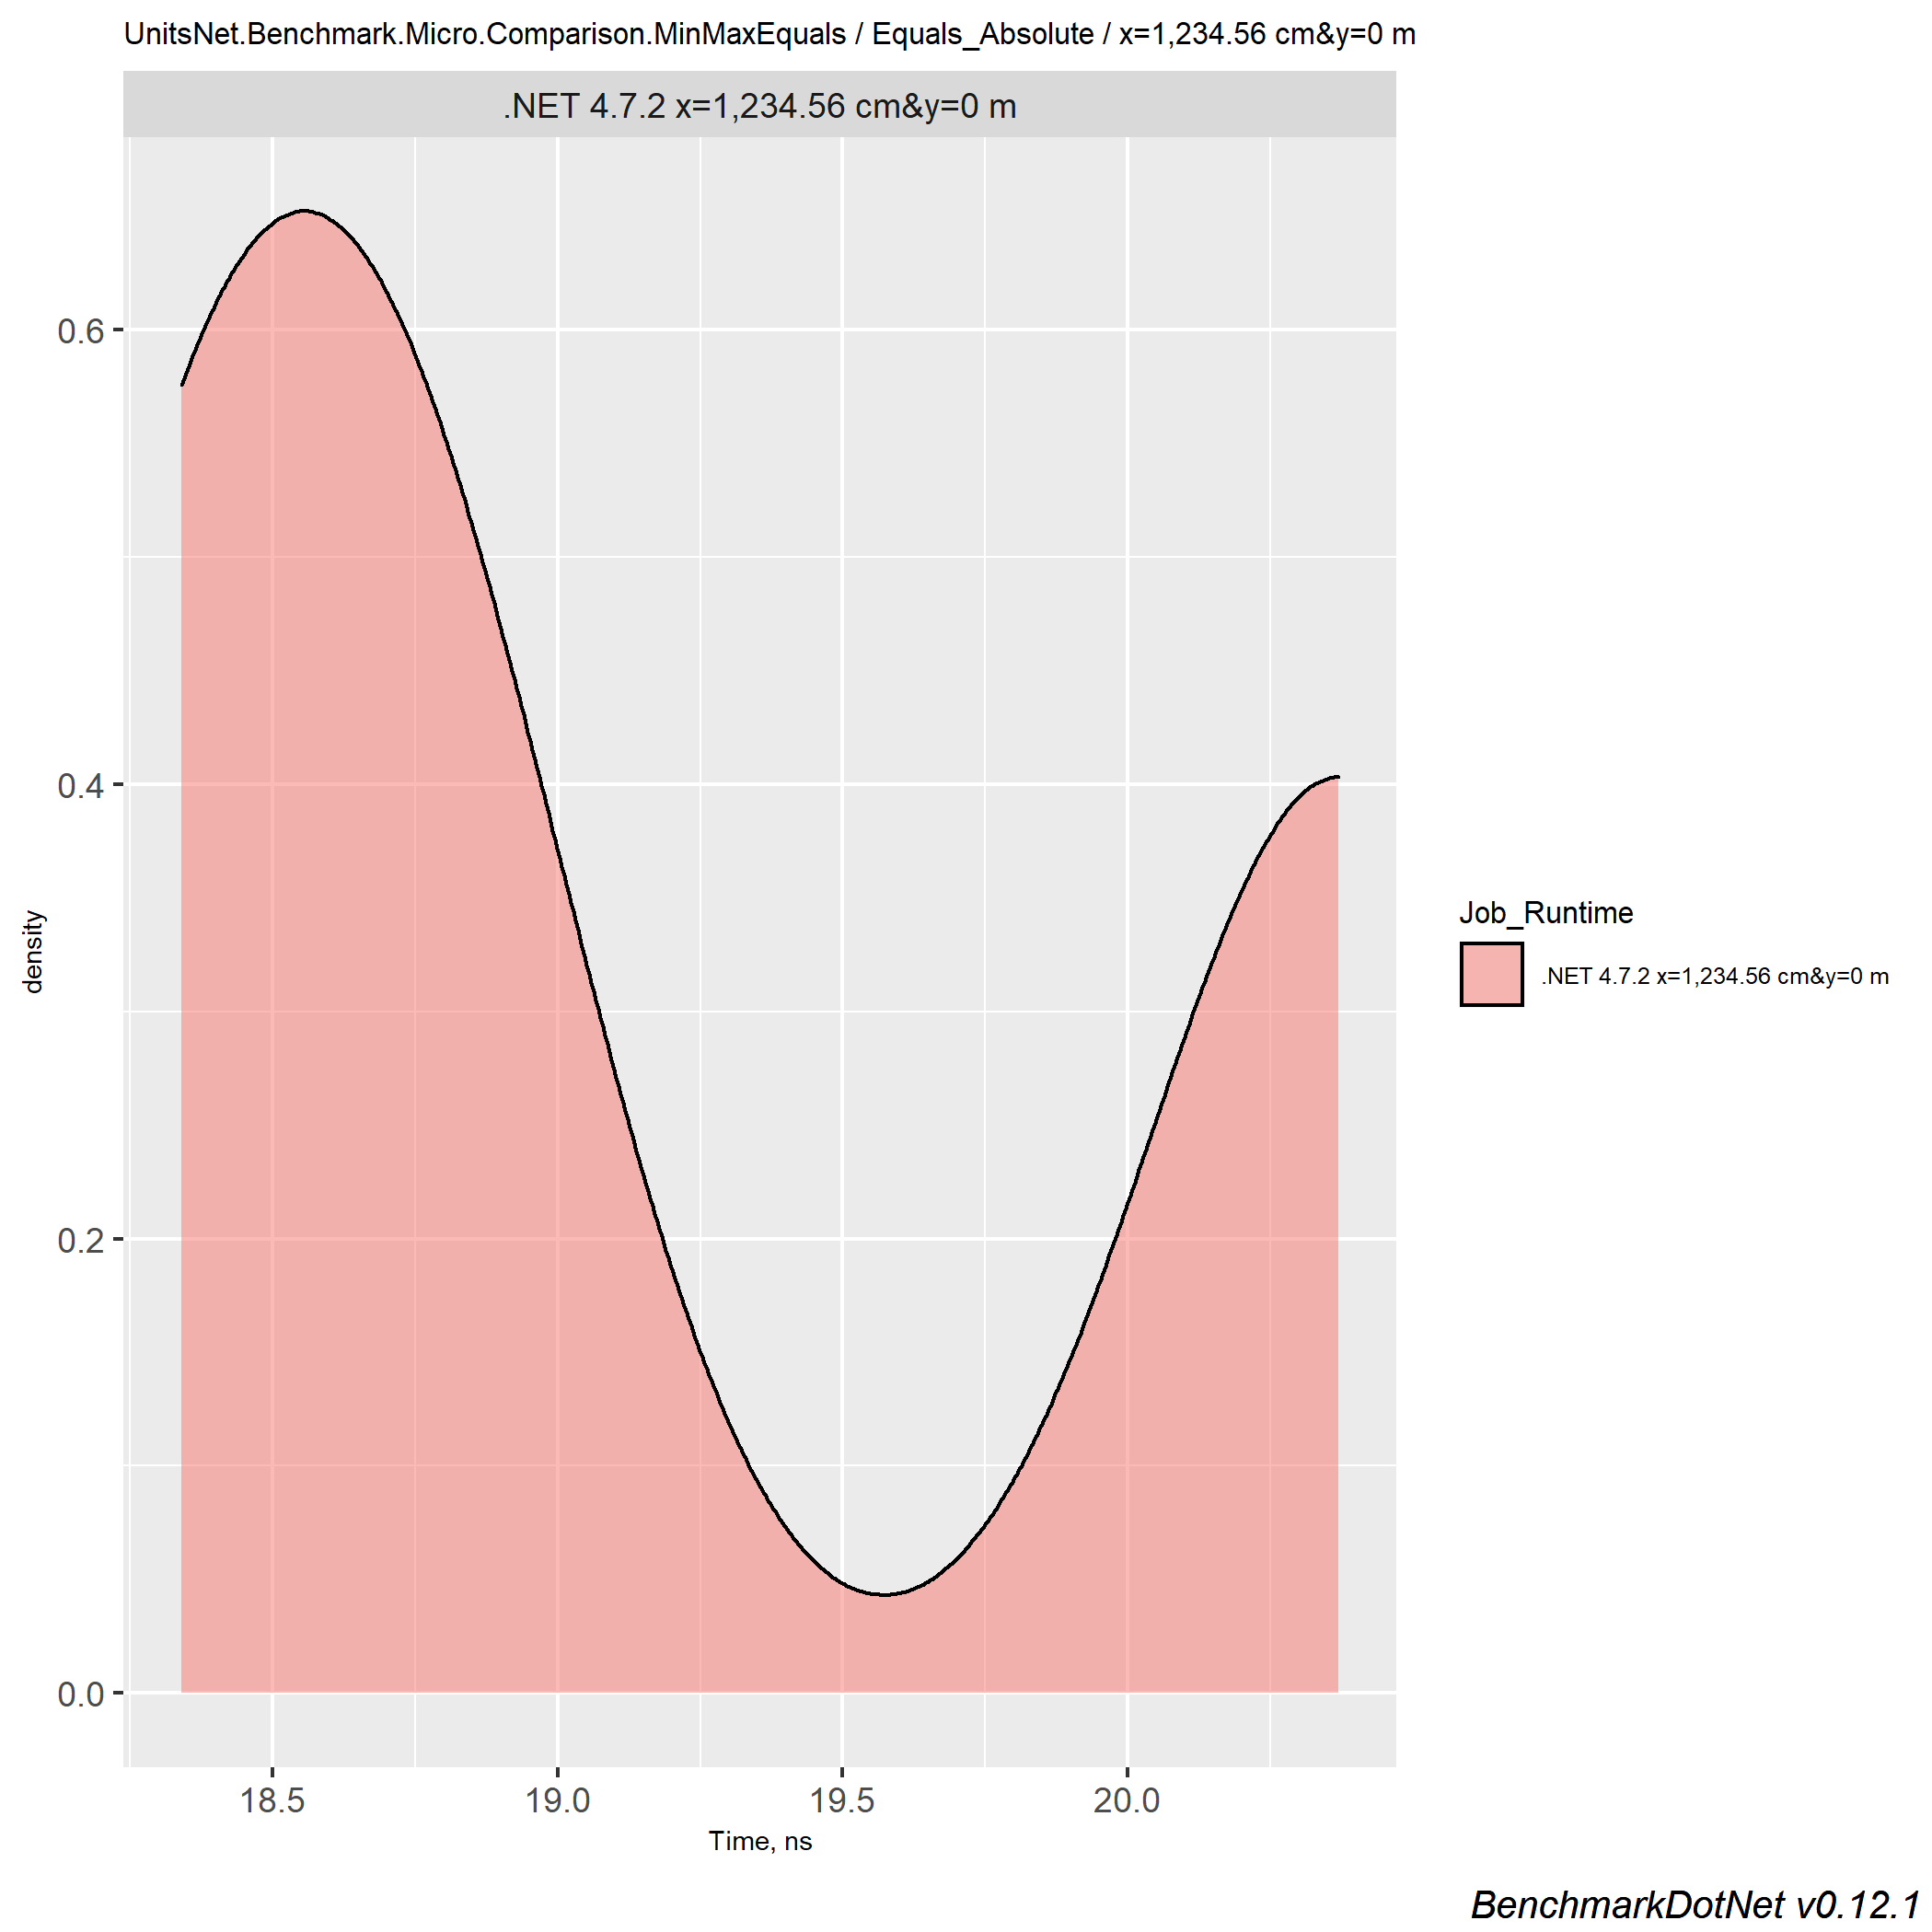 UnitsNet.Benchmark.Micro.Comparison.MinMaxEquals / Equals_Absolute / x=1,234.56 cm&y=0 m
.NET 4.7.2 x=1,234.56 cm&y=0 m
0.6
0.4
0.2
0.0
density
18.5 19.0 19.5 20.0
Time, ns
Job_Runtime
.NET 4.7.2 x=1,234.56 cm&y=0 m
BenchmarkDotNet v0.12.1